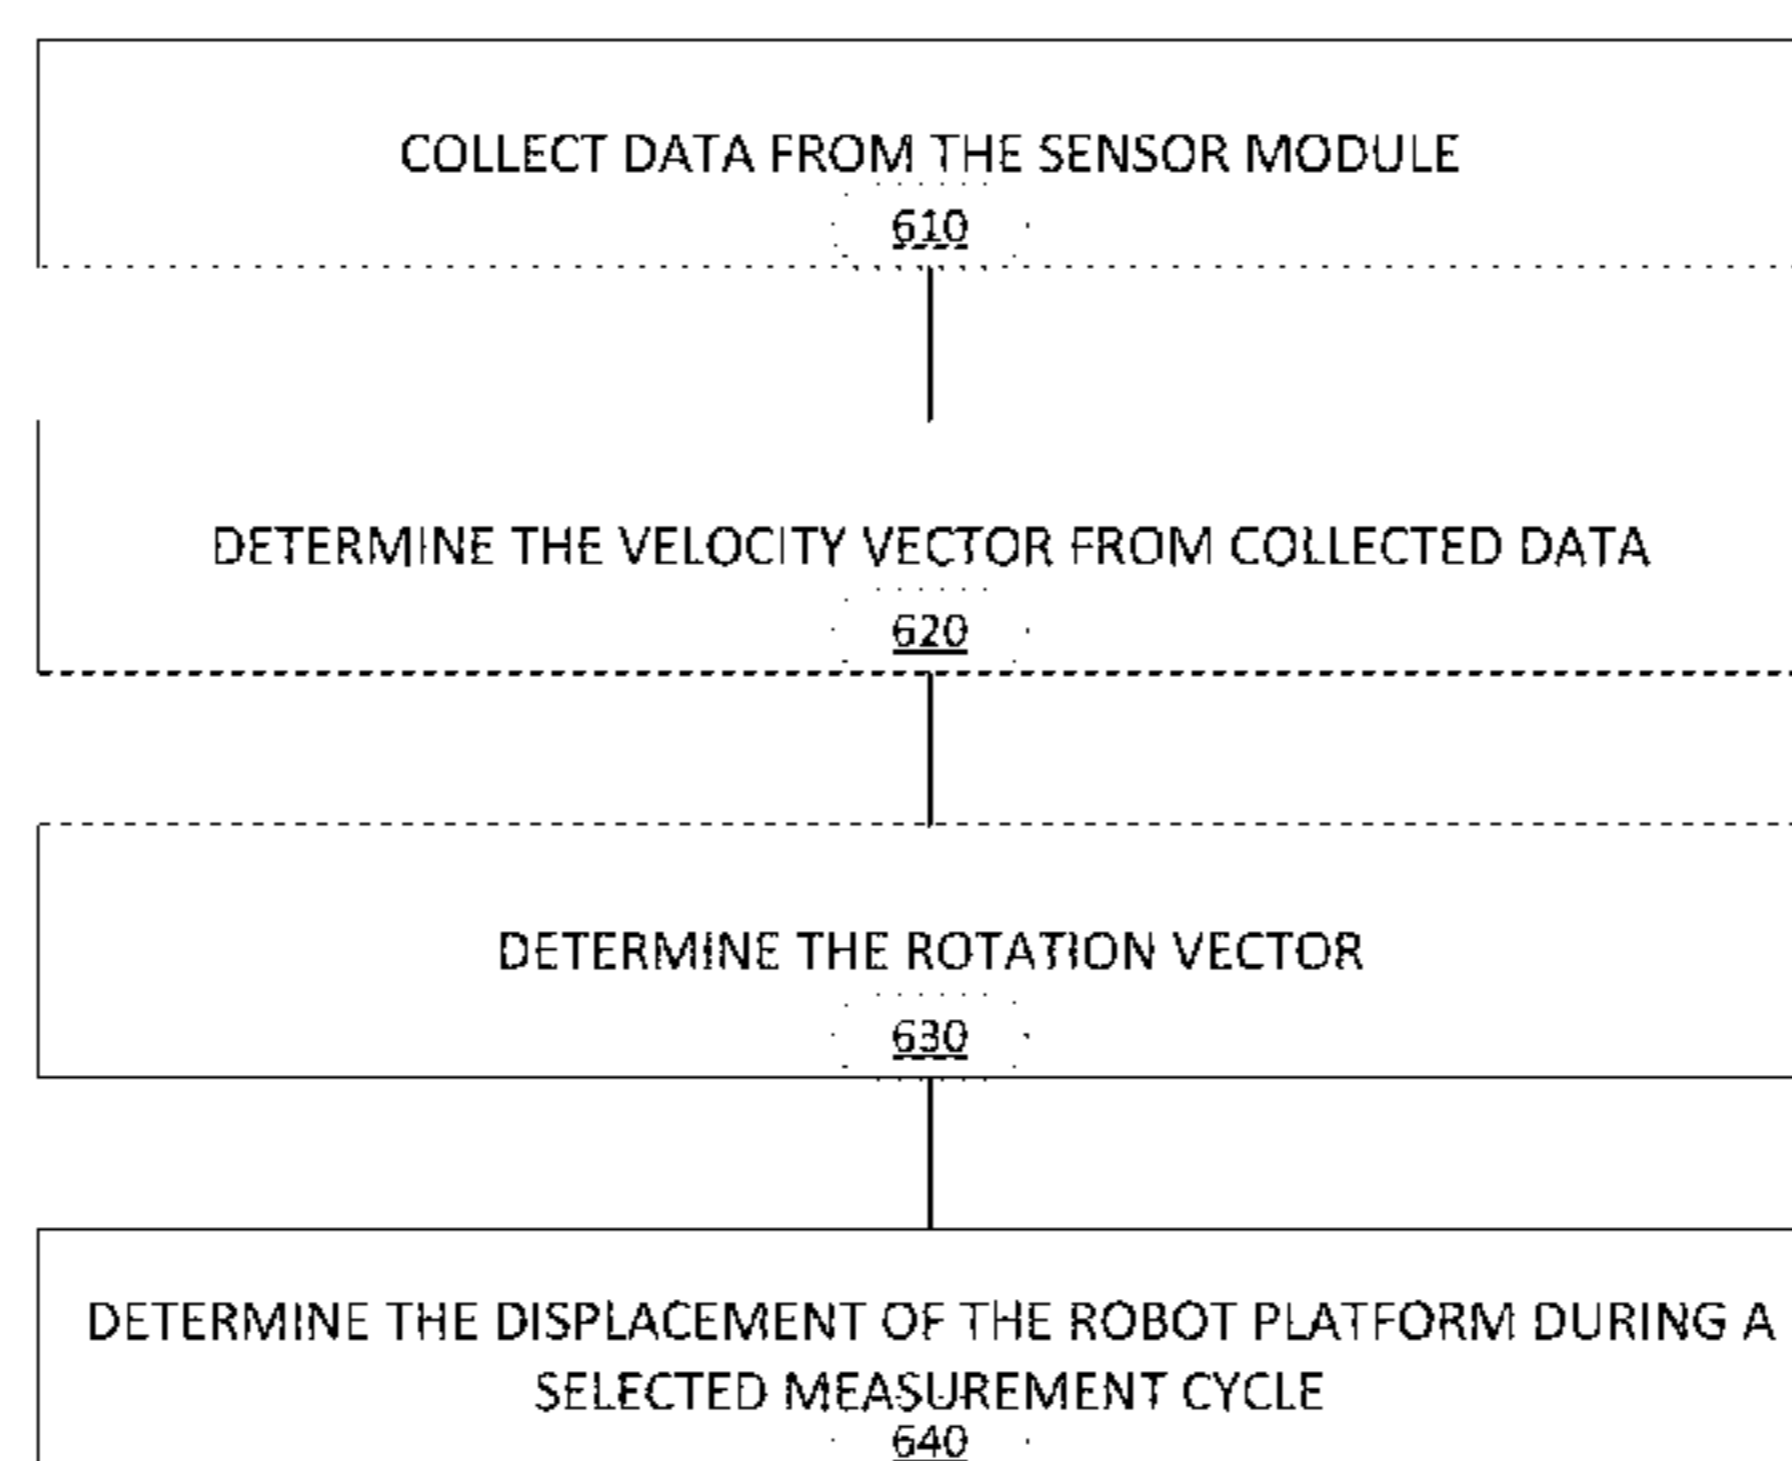 COLLECT DATA FROM THE SENSOR MODULE
610
DETERMINE THE VELOCITY VECTOR FROM COLLECTED DATA
620
DETERMINE THE ROTATION VECTOR
630
DETERMINE THE DISPLACEMENT OF THE ROBOT PLATFORM DURING A
SELECTED MEASUREMENT CYCLE
640